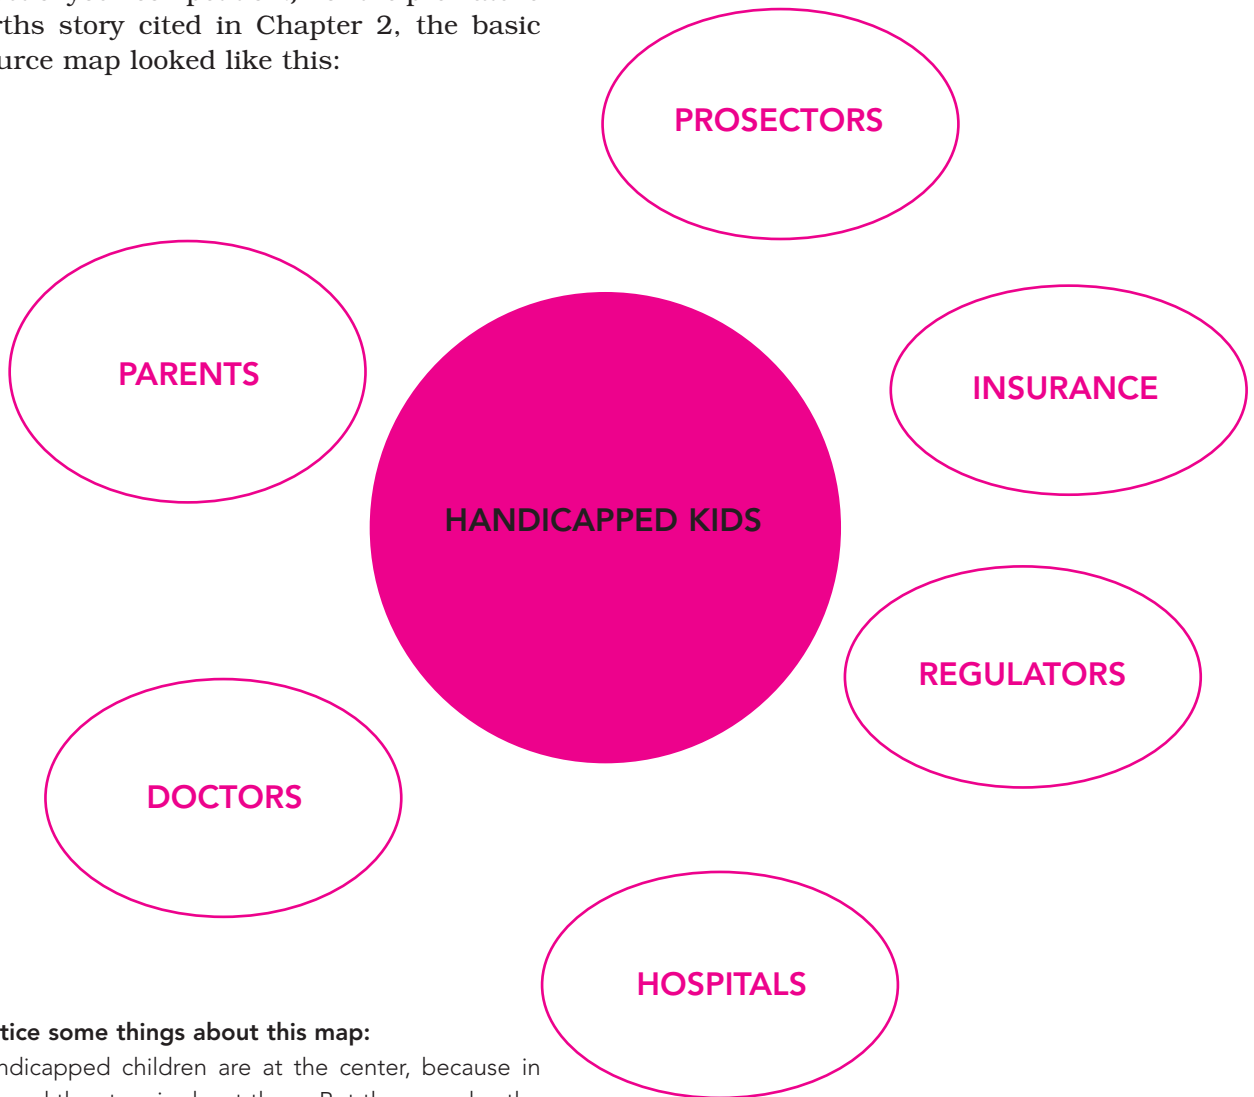 rths story cited in Chapter 2, the basic
urce map looked like this:
PROSECTORS
PARENTS
INSURANCE
HANDICAPPED KIDS
REGULATORS
DOCTORS
HOSPITALS
tice some things about this map:
ndicapped children are at the center, because in